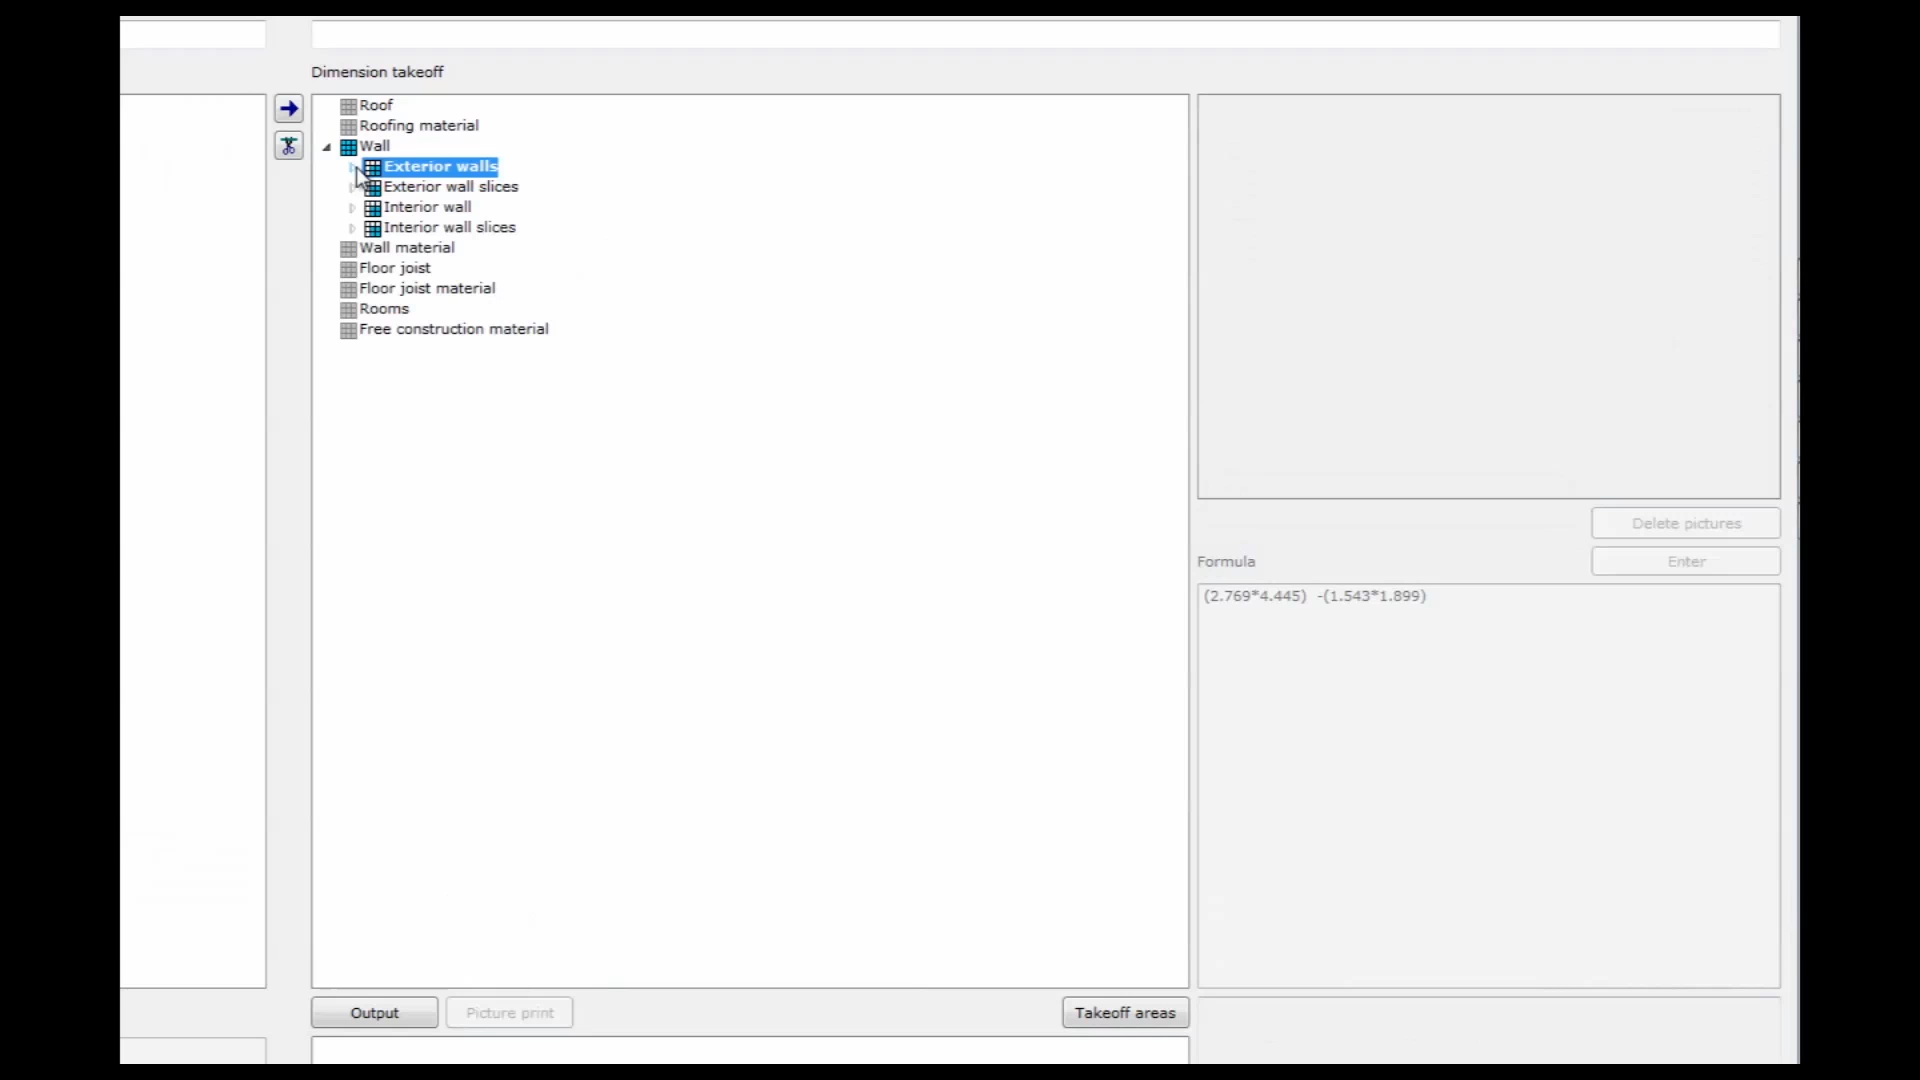 Dimension takeoff
Roof
Roofing material
Wall
Exterior walls
Exterior wall slices
Interior wall
Interior wall slices
Wall material
Floor joist
Floor joist material
Rooms
Free construction material
Delete pictures
Formula
Enter
(2.769*4.445) -(1.543*1.899)
Output
Picture print
Takeoff areas